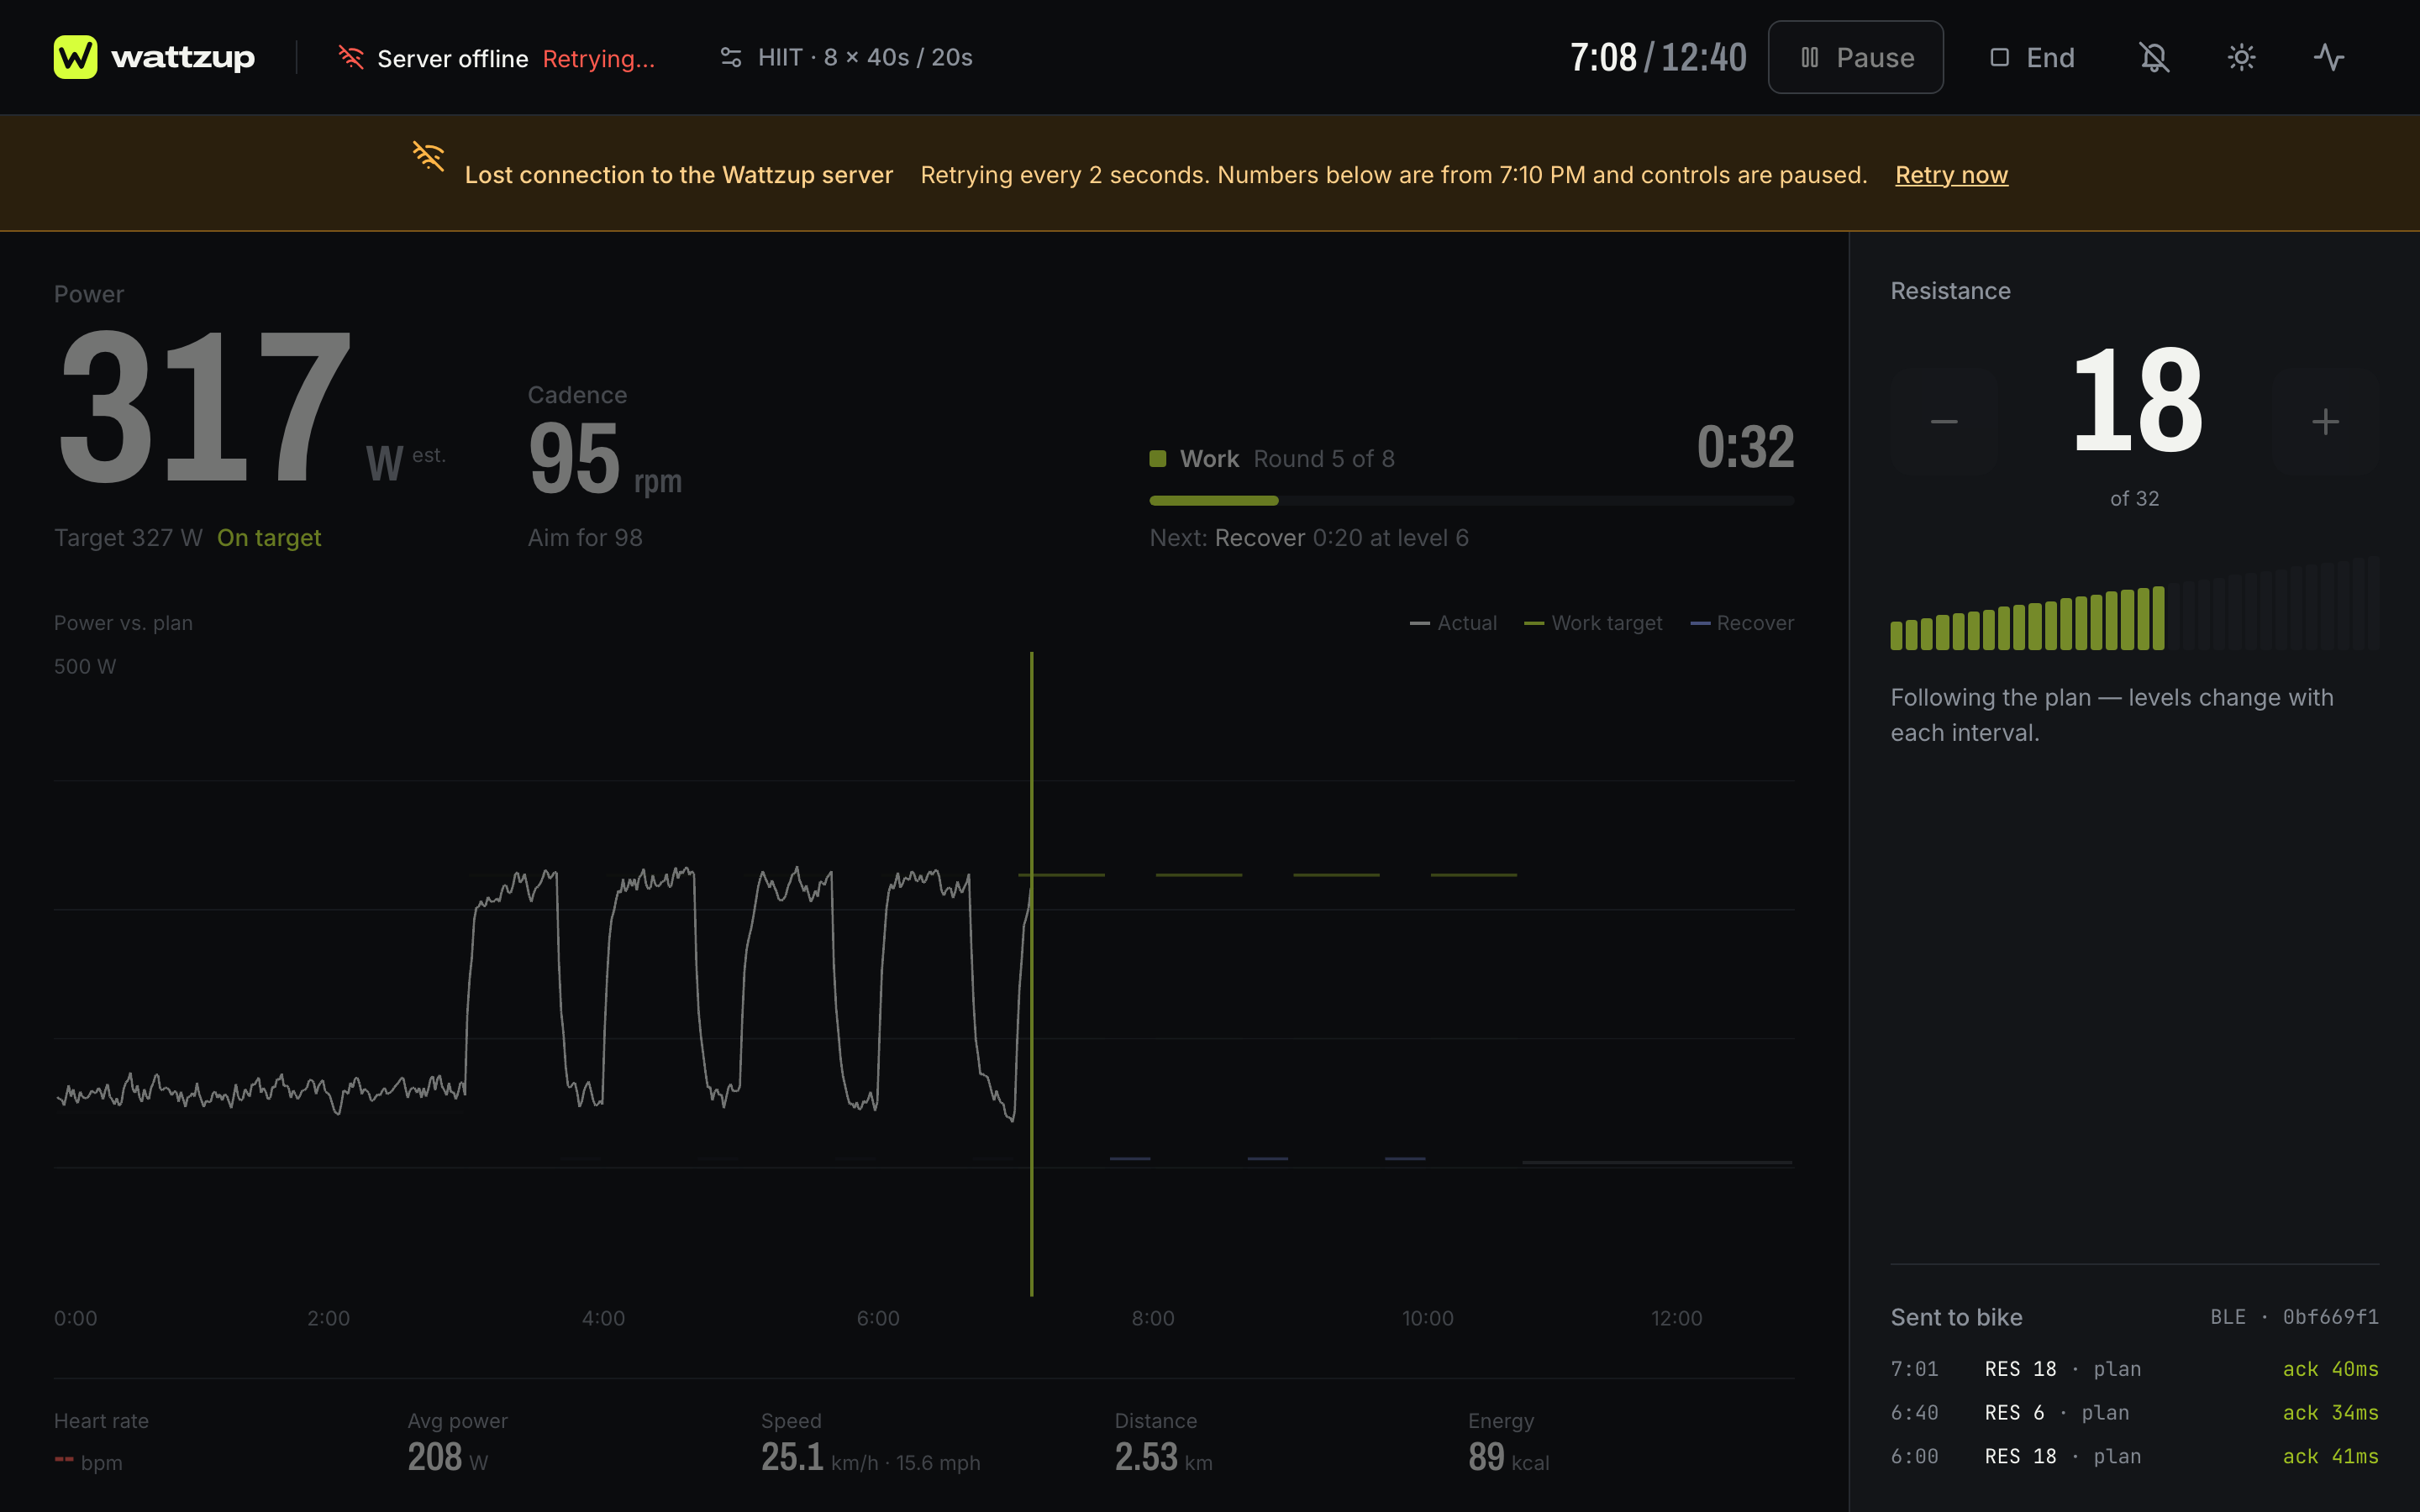 wattzup
Server offline Retrying...
HIIT · 8 × 40s / 20s
7:08 / 12:40
Pause
End
Lost connection to the Wattzup server Retrying every 2 seconds. Numbers below are from 7:10 PM and controls are paused. Retry now
Power
317 W est.
Target 327 W On target
Cadence
95 rpm
Aim for 98
Work Round 5 of 8 0:32
Next: Recover 0:20 at level 6
Power vs. plan
Actual Work target Recover
500 W
0:00 2:00 4:00 6:00 8:00 10:00 12:00
Heart rate
-- bpm
Avg power
208 W
Speed
25.1 km/h · 15.6 mph
Distance
2.53 km
Energy
89 kcal
Resistance
− 18 +
of 32
Following the plan — levels change with
each interval.
Sent to bike BLE · 0bf669f1
7:01 RES 18 · plan ack 40ms
6:40 RES 6 · plan ack 34ms
6:00 RES 18 · plan ack 41ms